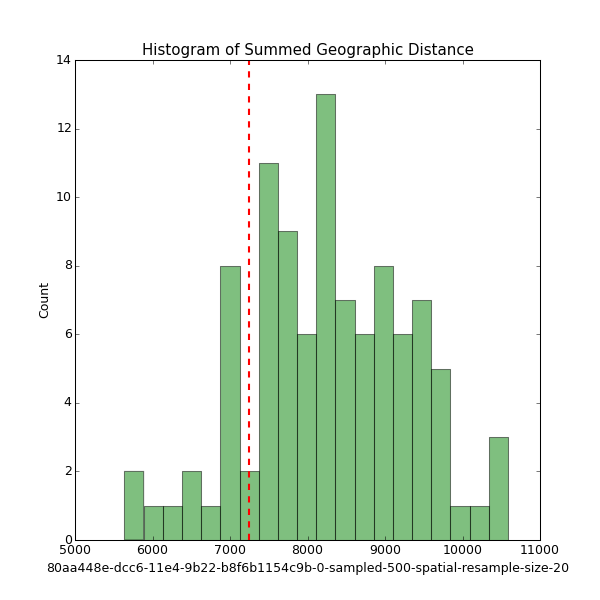 Histogram of Summed Geographic Distance
14
12
10
8
6
4
2
0
Count
5000 6000 7000 8000 9000 10000 11000
80aa448e-dcc6-11e4-9b22-b8f6b1154c9b-0-sampled-500-spatial-resample-size-20